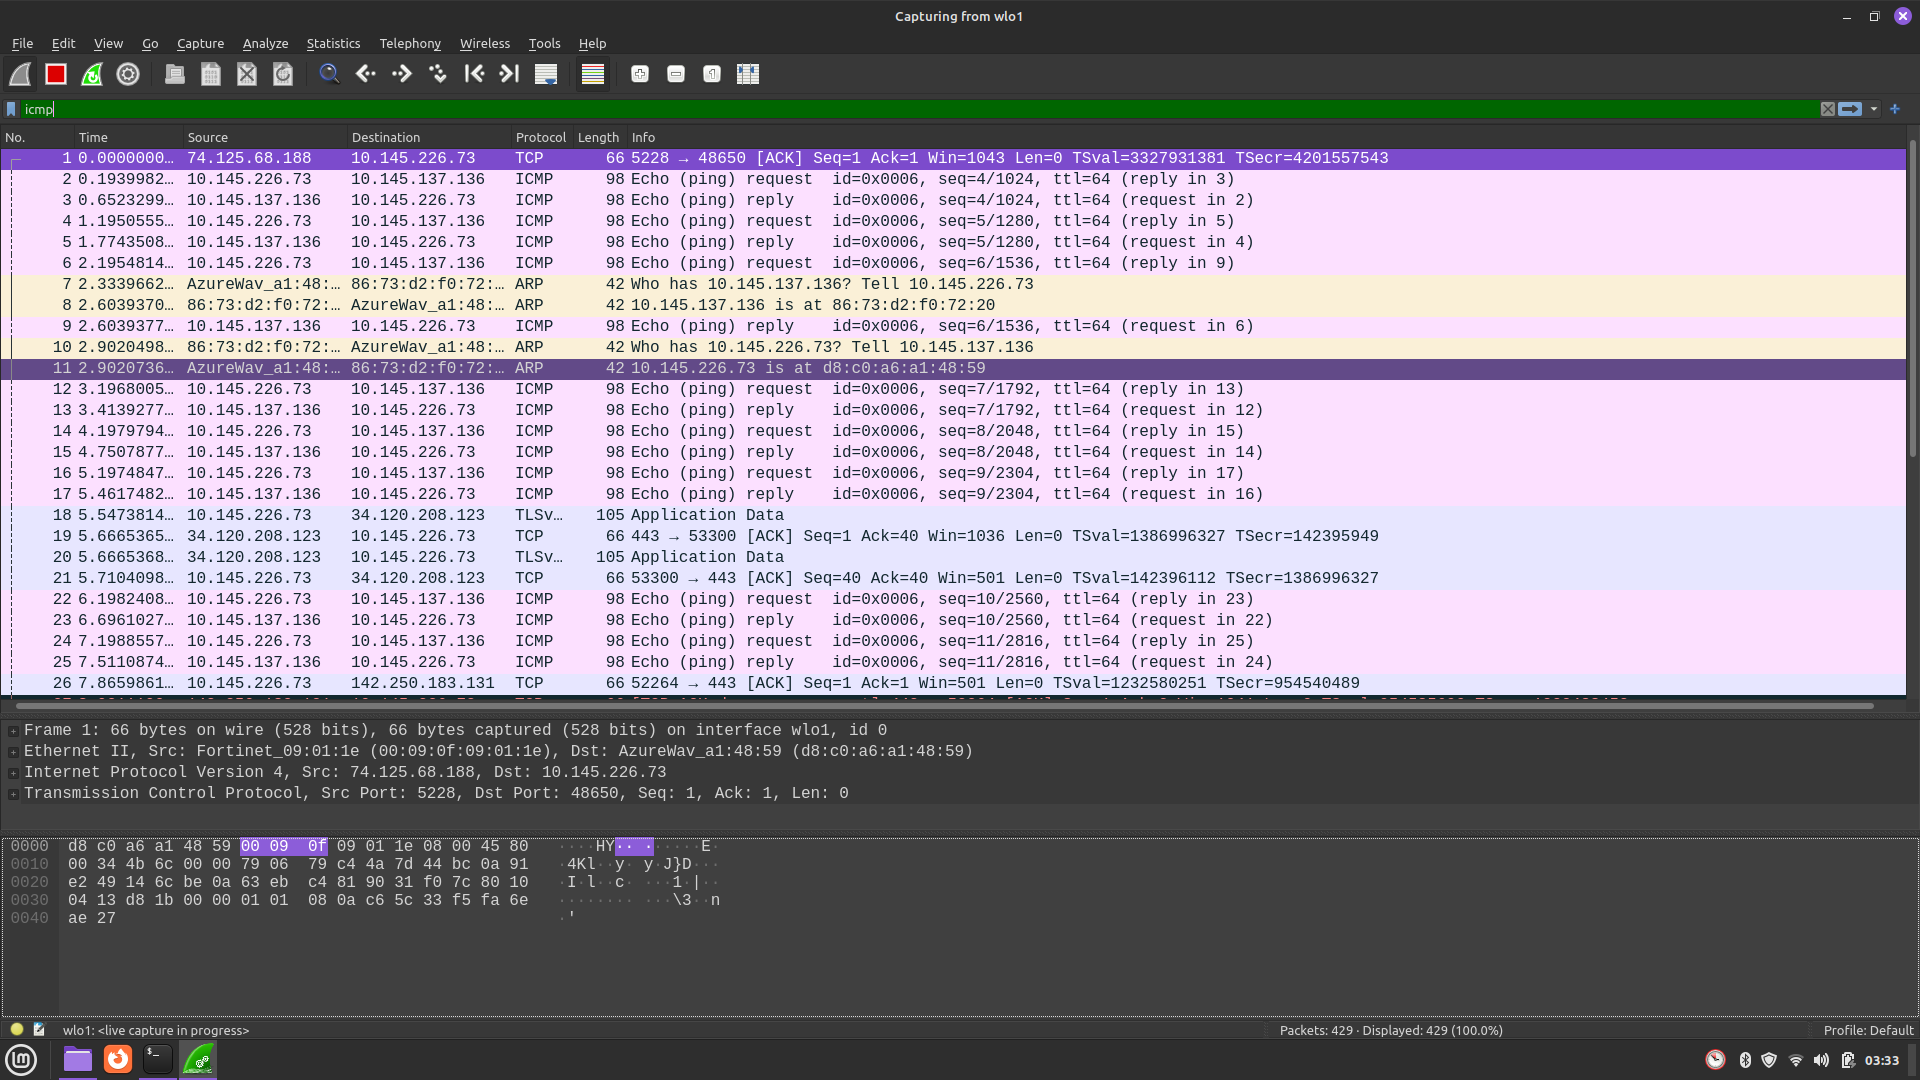 Capturing from wlo1
File Edit View Go Capture Analyze Statistics Telephony Wireless Tools Help
icmp
No. Time Source Destination Protocol Length Info
1 0.0000000… 74.125.68.188 10.145.226.73 TCP 66 5228 → 48650 [ACK] Seq=1 Ack=1 Win=1043 Len=0 TSval=3327931381 TSecr=4201557543
2 0.1939982… 10.145.226.73 10.145.137.136 ICMP 98 Echo (ping) request id=0x0006, seq=4/1024, ttl=64 (reply in 3)
3 0.6523299… 10.145.137.136 10.145.226.73 ICMP 98 Echo (ping) reply id=0x0006, seq=4/1024, ttl=64 (request in 2)
4 1.1950555… 10.145.226.73 10.145.137.136 ICMP 98 Echo (ping) request id=0x0006, seq=5/1280, ttl=64 (reply in 5)
5 1.7743508… 10.145.137.136 10.145.226.73 ICMP 98 Echo (ping) reply id=0x0006, seq=5/1280, ttl=64 (request in 4)
6 2.1954814… 10.145.226.73 10.145.137.136 ICMP 98 Echo (ping) request id=0x0006, seq=6/1536, ttl=64 (reply in 9)
7 2.3339662… AzureWav_a1:48:… 86:73:d2:f0:72:… ARP 42 Who has 10.145.137.136? Tell 10.145.226.73
8 2.6039370… 86:73:d2:f0:72:… AzureWav_a1:48:… ARP 42 10.145.137.136 is at 86:73:d2:f0:72:20
9 2.6039377… 10.145.137.136 10.145.226.73 ICMP 98 Echo (ping) reply id=0x0006, seq=6/1536, ttl=64 (request in 6)
10 2.9020498… 86:73:d2:f0:72:… AzureWav_a1:48:… ARP 42 Who has 10.145.226.73? Tell 10.145.137.136
11 2.9020736… AzureWav_a1:48:… 86:73:d2:f0:72:… ARP 42 10.145.226.73 is at d8:c0:a6:a1:48:59
12 3.1968005… 10.145.226.73 10.145.137.136 ICMP 98 Echo (ping) request id=0x0006, seq=7/1792, ttl=64 (reply in 13)
13 3.4139277… 10.145.137.136 10.145.226.73 ICMP 98 Echo (ping) reply id=0x0006, seq=7/1792, ttl=64 (request in 12)
14 4.1979794… 10.145.226.73 10.145.137.136 ICMP 98 Echo (ping) request id=0x0006, seq=8/2048, ttl=64 (reply in 15)
15 4.7507877… 10.145.137.136 10.145.226.73 ICMP 98 Echo (ping) reply id=0x0006, seq=8/2048, ttl=64 (request in 14)
16 5.1974847… 10.145.226.73 10.145.137.136 ICMP 98 Echo (ping) request id=0x0006, seq=9/2304, ttl=64 (reply in 17)
17 5.4617482… 10.145.137.136 10.145.226.73 ICMP 98 Echo (ping) reply id=0x0006, seq=9/2304, ttl=64 (request in 16)
18 5.5473814… 10.145.226.73 34.120.208.123 TLSv… 105 Application Data
19 5.6665365… 34.120.208.123 10.145.226.73 TCP 66 443 → 53300 [ACK] Seq=1 Ack=40 Win=1036 Len=0 TSval=1386996327 TSecr=142395949
20 5.6665368… 34.120.208.123 10.145.226.73 TLSv… 105 Application Data
21 5.7104098… 10.145.226.73 34.120.208.123 TCP 66 53300 → 443 [ACK] Seq=40 Ack=40 Win=501 Len=0 TSval=142396112 TSecr=1386996327
22 6.1982408… 10.145.226.73 10.145.137.136 ICMP 98 Echo (ping) request id=0x0006, seq=10/2560, ttl=64 (reply in 23)
23 6.6961027… 10.145.137.136 10.145.226.73 ICMP 98 Echo (ping) reply id=0x0006, seq=10/2560, ttl=64 (request in 22)
24 7.1988557… 10.145.226.73 10.145.137.136 ICMP 98 Echo (ping) request id=0x0006, seq=11/2816, ttl=64 (reply in 25)
25 7.5110874… 10.145.137.136 10.145.226.73 ICMP 98 Echo (ping) reply id=0x0006, seq=11/2816, ttl=64 (request in 24)
26 7.8659861… 10.145.226.73 142.250.183.131 TCP 66 52264 → 443 [ACK] Seq=1 Ack=1 Win=501 Len=0 TSval=1232580251 TSecr=954540489
Frame 1: 66 bytes on wire (528 bits), 66 bytes captured (528 bits) on interface wlo1, id 0
Ethernet II, Src: Fortinet_09:01:1e (00:09:0f:09:01:1e), Dst: AzureWav_a1:48:59 (d8:c0:a6:a1:48:59)
Internet Protocol Version 4, Src: 74.125.68.188, Dst: 10.145.226.73
Transmission Control Protocol, Src Port: 5228, Dst Port: 48650, Seq: 1, Ack: 1, Len: 0
0000 d8 c0 a6 a1 48 59 00 09 0f 09 01 1e 08 00 45 80 ····HY·· ······E·
0010 00 34 4b 6c 00 00 79 06 79 c4 4a 7d 44 bc 0a 91 ·4Kl··y· y·J}D···
0020 e2 49 14 6c be 0a 63 eb c4 81 90 31 f0 7c 80 10 ·I·l··c· ···1·|··
0030 04 13 d8 1b 00 00 01 01 08 0a c6 5c 33 f5 fa 6e ········ ···\3··n
0040 ae 27 ·'
wlo1: <live capture in progress> Packets: 429 · Displayed: 429 (100.0%) Profile: Default
03:33